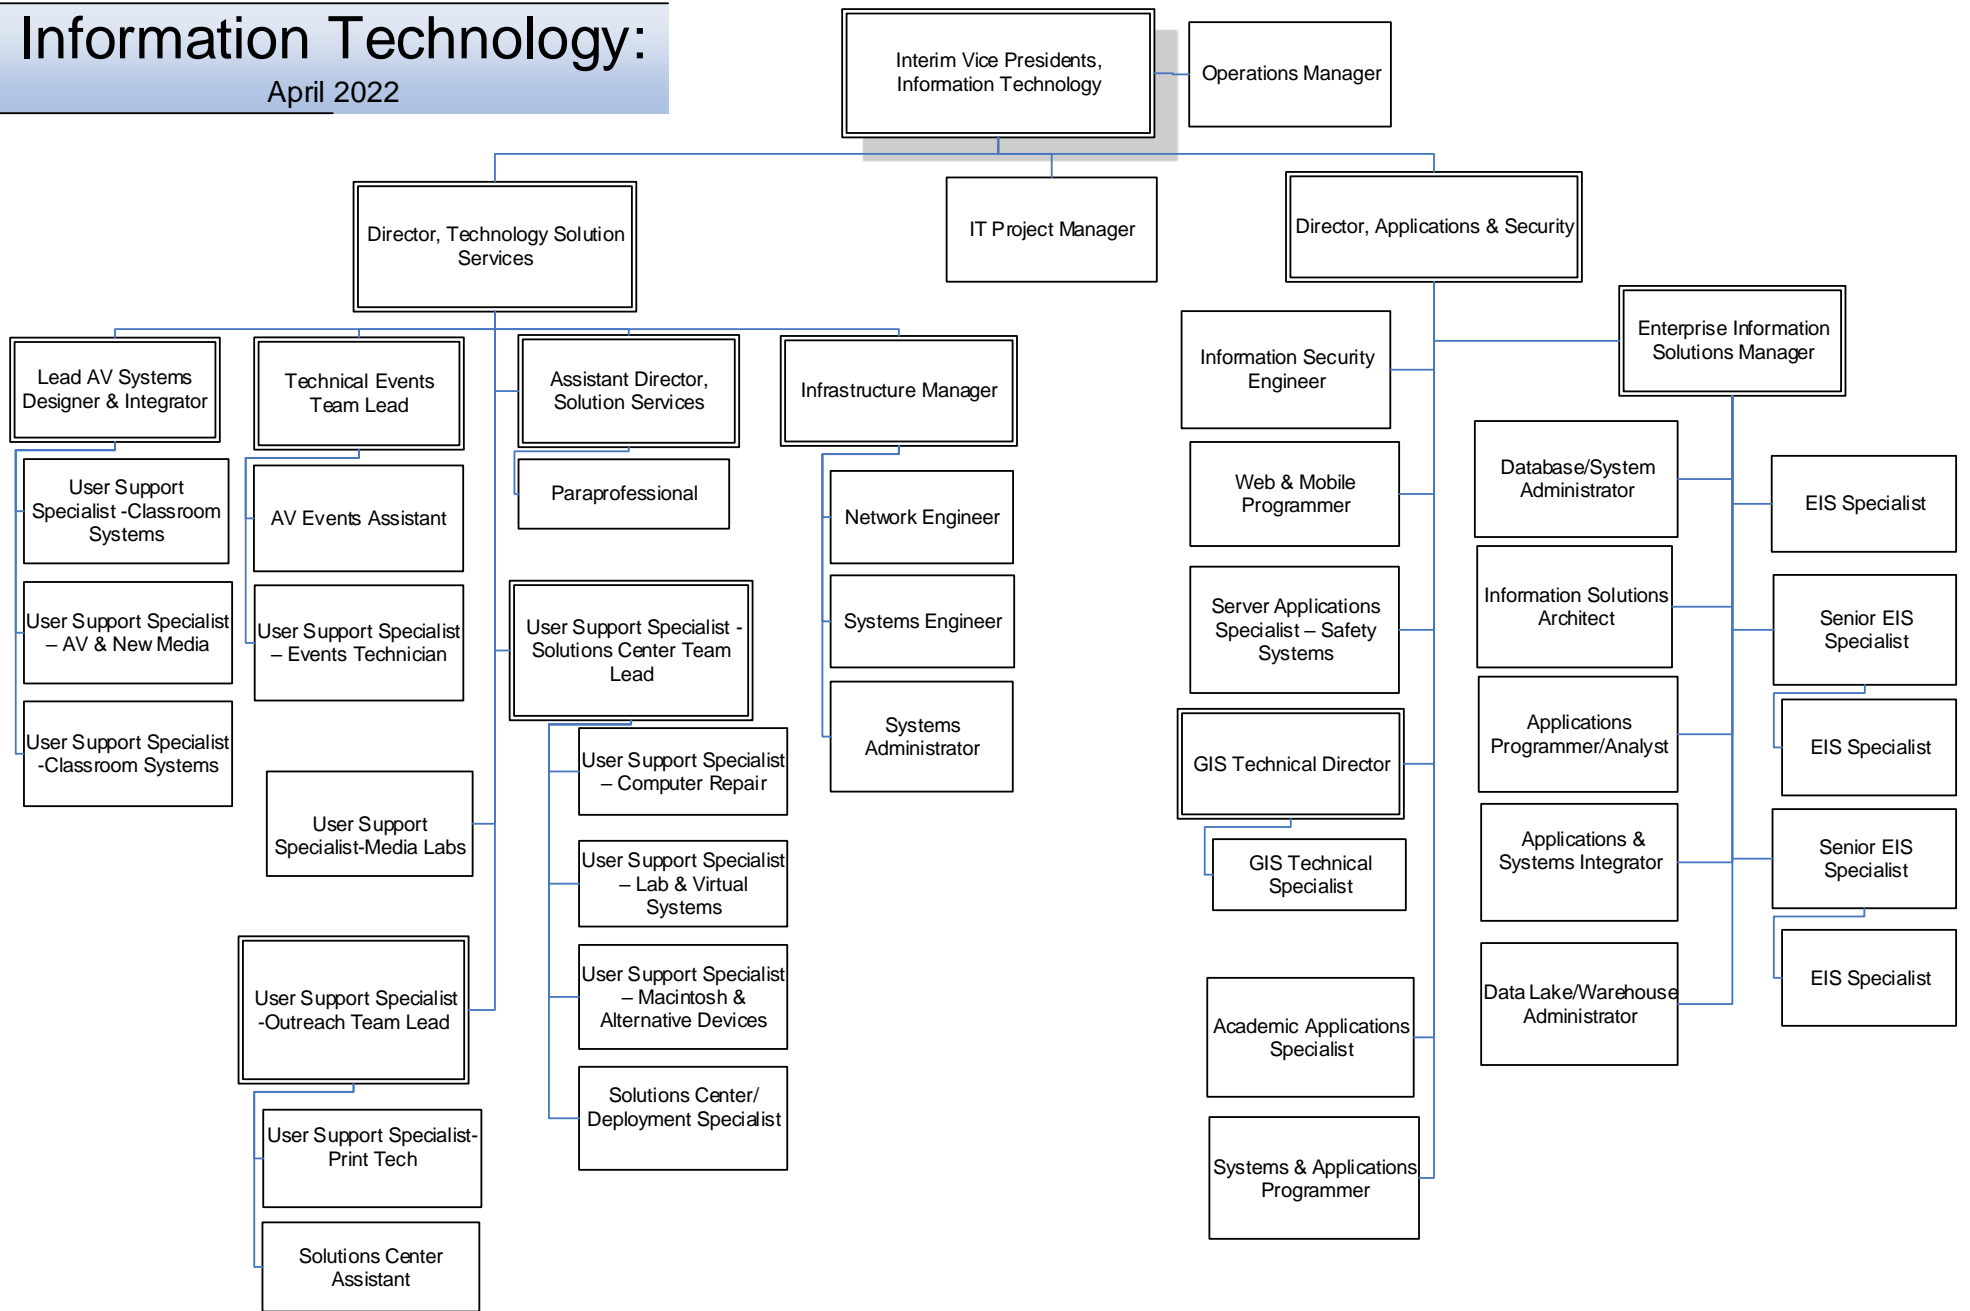 Information Technology:
April 2022
Interim Vice Presidents,
Information Technology
Operations Manager
Director, Technology Solution
Services
IT Project Manager
Director, Applications & Security
Lead AV Systems
Designer & Integrator
Technical Events
Team Lead
Assistant Director,
Solution Services
Infrastructure Manager
User Support
Specialist -Classroom
Systems
User Support Specialist
– AV & New Media
User Support Specialist
-Classroom Systems
AV Events Assistant
User Support Specialist
– Events Technician
Paraprofessional
Network Engineer
Systems Engineer
Systems
Administrator
User Support Specialist -
Solutions Center Team
Lead
User Support Specialist
– Computer Repair
User Support Specialist
– Lab & Virtual
Systems
User Support Specialist
– Macintosh &
Alternative Devices
Solutions Center/
Deployment Specialist
User Support
Specialist-Media Labs
User Support Specialist
-Outreach Team Lead
User Support Specialist-
Print Tech
Solutions Center
Assistant
Information Security
Engineer
Web & Mobile
Programmer
Server Applications
Specialist – Safety
Systems
GIS Technical Director
GIS Technical
Specialist
Academic Applications
Specialist
Systems & Applications
Programmer
Enterprise Information
Solutions Manager
Database/System
Administrator
Information Solutions
Architect
Applications
Programmer/Analyst
Applications &
Systems Integrator
Data Lake/Warehouse
Administrator
EIS Specialist
Senior EIS
Specialist
EIS Specialist
Senior EIS
Specialist
EIS Specialist